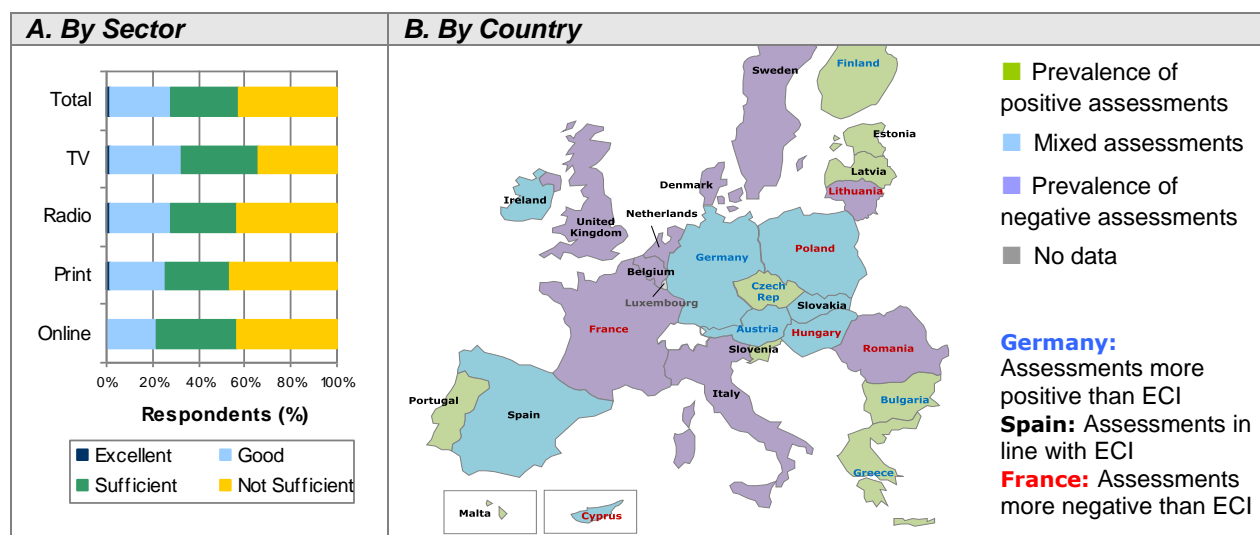 A. By Sector
B. By Country
Total
TV
Radio
Print
Online
0% 20% 40% 60% 80% 100%
Respondents (%)
Excellent Good
Sufficient Not Sufficient
Sweden
Finland
Estonia
Latvia
Lithuania
Denmark
Ireland
United
Kingdom
Netherlands
Belgium
Luxembourg
Germany
Poland
Czech
Rep
Slovakia
Austria
Hungary
France
Slovenia
Romania
Italy
Bulgaria
Portugal
Spain
Greece
Malta
Cyprus
Prevalence of
positive assessments
Mixed assessments
Prevalence of
negative assessments
No data
Germany:
Assessments more
positive than ECI
Spain: Assessments in
line with ECI
France: Assessments
more negative than ECI